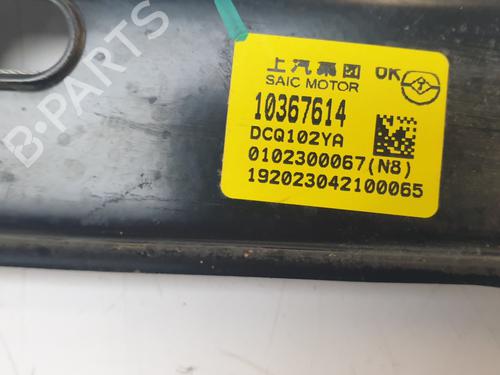 上汽集团 OK
SAIC MOTOR
10367614
DCQ102YA
0102300067(N8)
192023042100065
B-PARTS